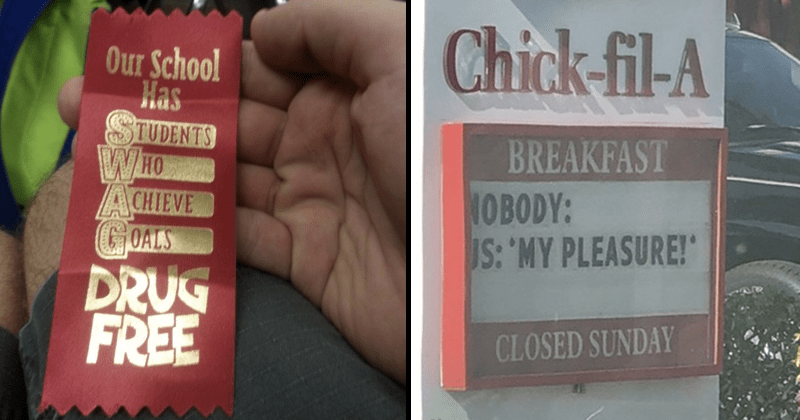 Our School
Has
STUDENTS
WHO
ACHIEVE
GOALS
DRUG
FREE
Chick-fil-A
BREAKFAST
NOBODY:
US: "MY PLEASURE!"
CLOSED SUNDAY